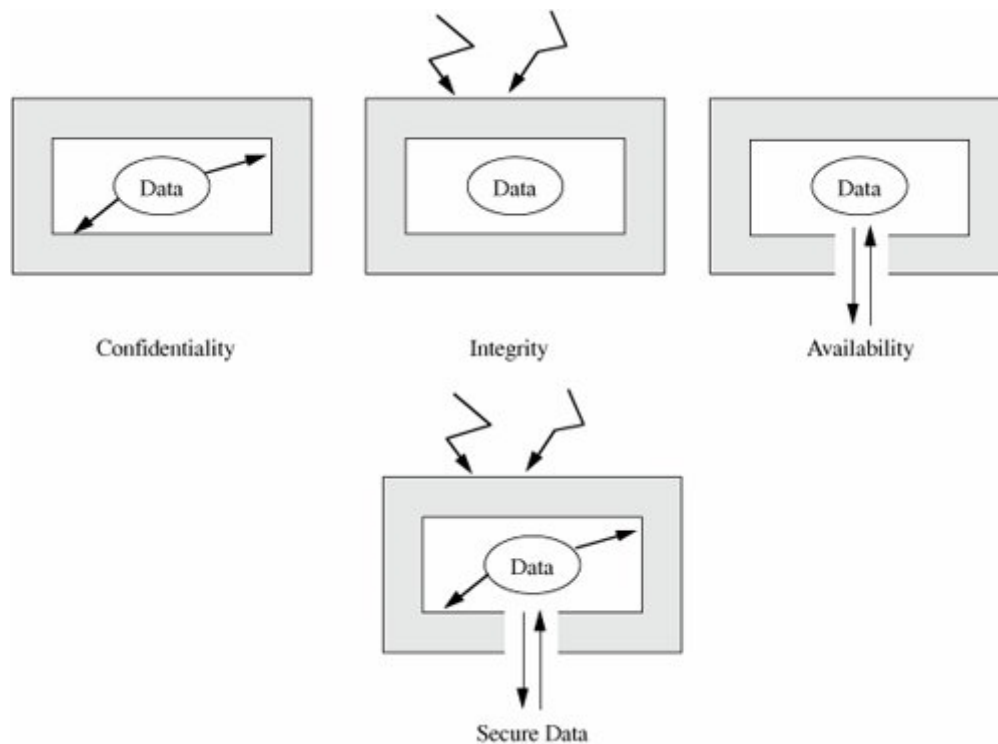 Data
Data
Data
Confidentiality
Integrity
Availability
Data
Secure Data